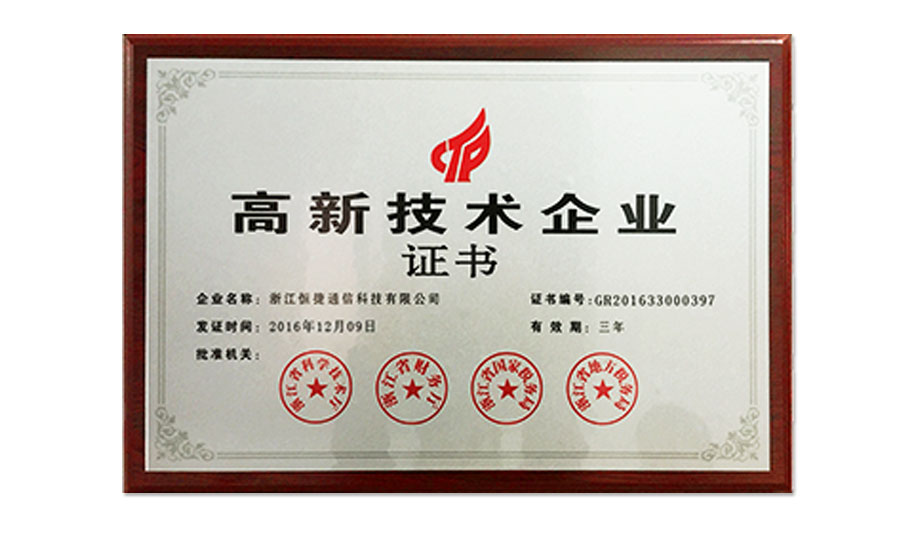 CTP
高新技术企业
证书
企业名称：浙江恒捷通信科技有限公司 证书编号：GR201633000397
发证时间：2016年12月09日 有效期：三年
批准机关：
浙江省科学技术厅 浙江省财务厅 浙江省国家税务局 浙江省地方税务局